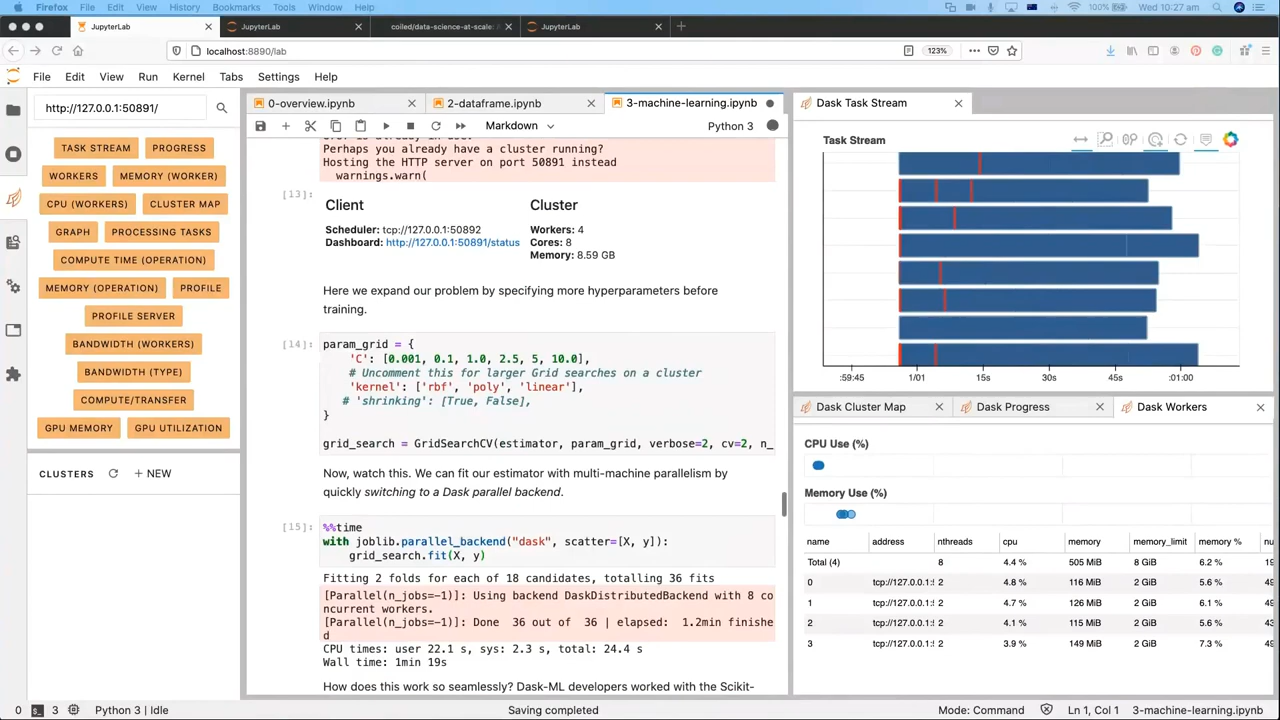 Firefox File Edit View History Bookmarks Tools Window Help
100% Wed 10:27 am
JupyterLab
JupyterLab
coiled/data-science-at-scale:
JupyterLab
localhost:8890/lab
123%
File Edit View Run Kernel Tabs Settings Help
http://127.0.0.1:50891/
TASK STREAM
PROGRESS
WORKERS
MEMORY (WORKER)
CPU (WORKERS)
CLUSTER MAP
GRAPH
PROCESSING TASKS
COMPUTE TIME (OPERATION)
MEMORY (OPERATION)
PROFILE
PROFILE SERVER
BANDWIDTH (WORKERS)
BANDWIDTH (TYPE)
COMPUTE/TRANSFER
GPU MEMORY
GPU UTILIZATION
CLUSTERS
+ NEW
0-overview.ipynb
2-dataframe.ipynb
3-machine-learning.ipynb
Markdown
Python 3
Perhaps you already have a cluster running?
Hosting the HTTP server on port 50891 instead
warnings.warn(
[13]:
Client
Scheduler: tcp://127.0.0.1:50892
Dashboard: http://127.0.0.1:50891/status
Cluster
Workers: 4
Cores: 8
Memory: 8.59 GB
Here we expand our problem by specifying more hyperparameters before
training.
[14]:
param_grid = {
'C': [0.001, 0.1, 1.0, 2.5, 5, 10.0],
# Uncomment this for larger Grid searches on a cluster
'kernel': ['rbf', 'poly', 'linear'],
# 'shrinking': [True, False],
}
grid_search = GridSearchCV(estimator, param_grid, verbose=2, cv=2, n_
Now, watch this. We can fit our estimator with multi-machine parallelism by
quickly switching to a Dask parallel backend.
[15]:
%%time
with joblib.parallel_backend("dask", scatter=[X, y]):
grid_search.fit(X, y)
Fitting 2 folds for each of 18 candidates, totalling 36 fits
[Parallel(n_jobs=-1)]: Using backend DaskDistributedBackend with 8 co
ncurrent workers.
[Parallel(n_jobs=-1)]: Done 36 out of 36 | elapsed: 1.2min finishe
d
CPU times: user 22.1 s, sys: 2.3 s, total: 24.4 s
Wall time: 1min 19s
How does this work so seamlessly? Dask-ML developers worked with the Scikit-
Dask Task Stream
Task Stream
:59:45 1/01 15s 30s 45s :01:00
Dask Cluster Map
Dask Progress
Dask Workers
CPU Use (%)
Memory Use (%)
name address nthreads cpu memory memory_limit memory % nu
Total (4) 8 4.4 % 505 MiB 8 GiB 6.2 % 19
0 tcp://127.0.0.1: 2 4.8 % 116 MiB 2 GiB 5.6 % 49
1 tcp://127.0.0.1: 2 4.7 % 126 MiB 2 GiB 6.1 % 49
2 tcp://127.0.0.1: 2 4.1 % 115 MiB 2 GiB 5.6 % 43
3 tcp://127.0.0.1: 2 3.9 % 149 MiB 2 GiB 7.3 % 49
0 3 Python 3 | Idle Saving completed Mode: Command Ln 1, Col 1 3-machine-learning.ipynb